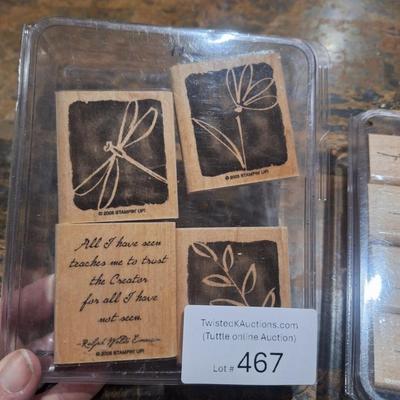 © 2005 STAMPIN' UP!
© 2005 STAMPIN' UP!
All I have seen
teaches me to trust
the Creator
for all I have
not seen.
~Ralph Waldo Emerson
© 2005 STAMPIN' UP!
TwistedKAuctions.com
(Tuttle online Auction)
Lot # 467